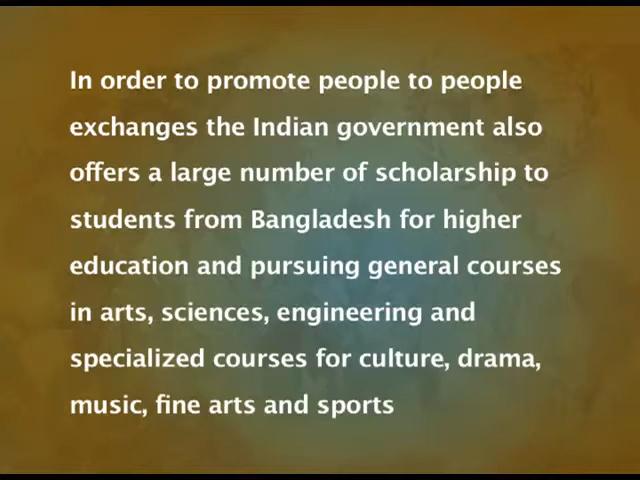 In order to promote people to people
exchanges the Indian government also
offers a large number of scholarship to
students from Bangladesh for higher
education and pursuing general courses
in arts, sciences, engineering and
specialized courses for culture, drama,
music, fine arts and sports